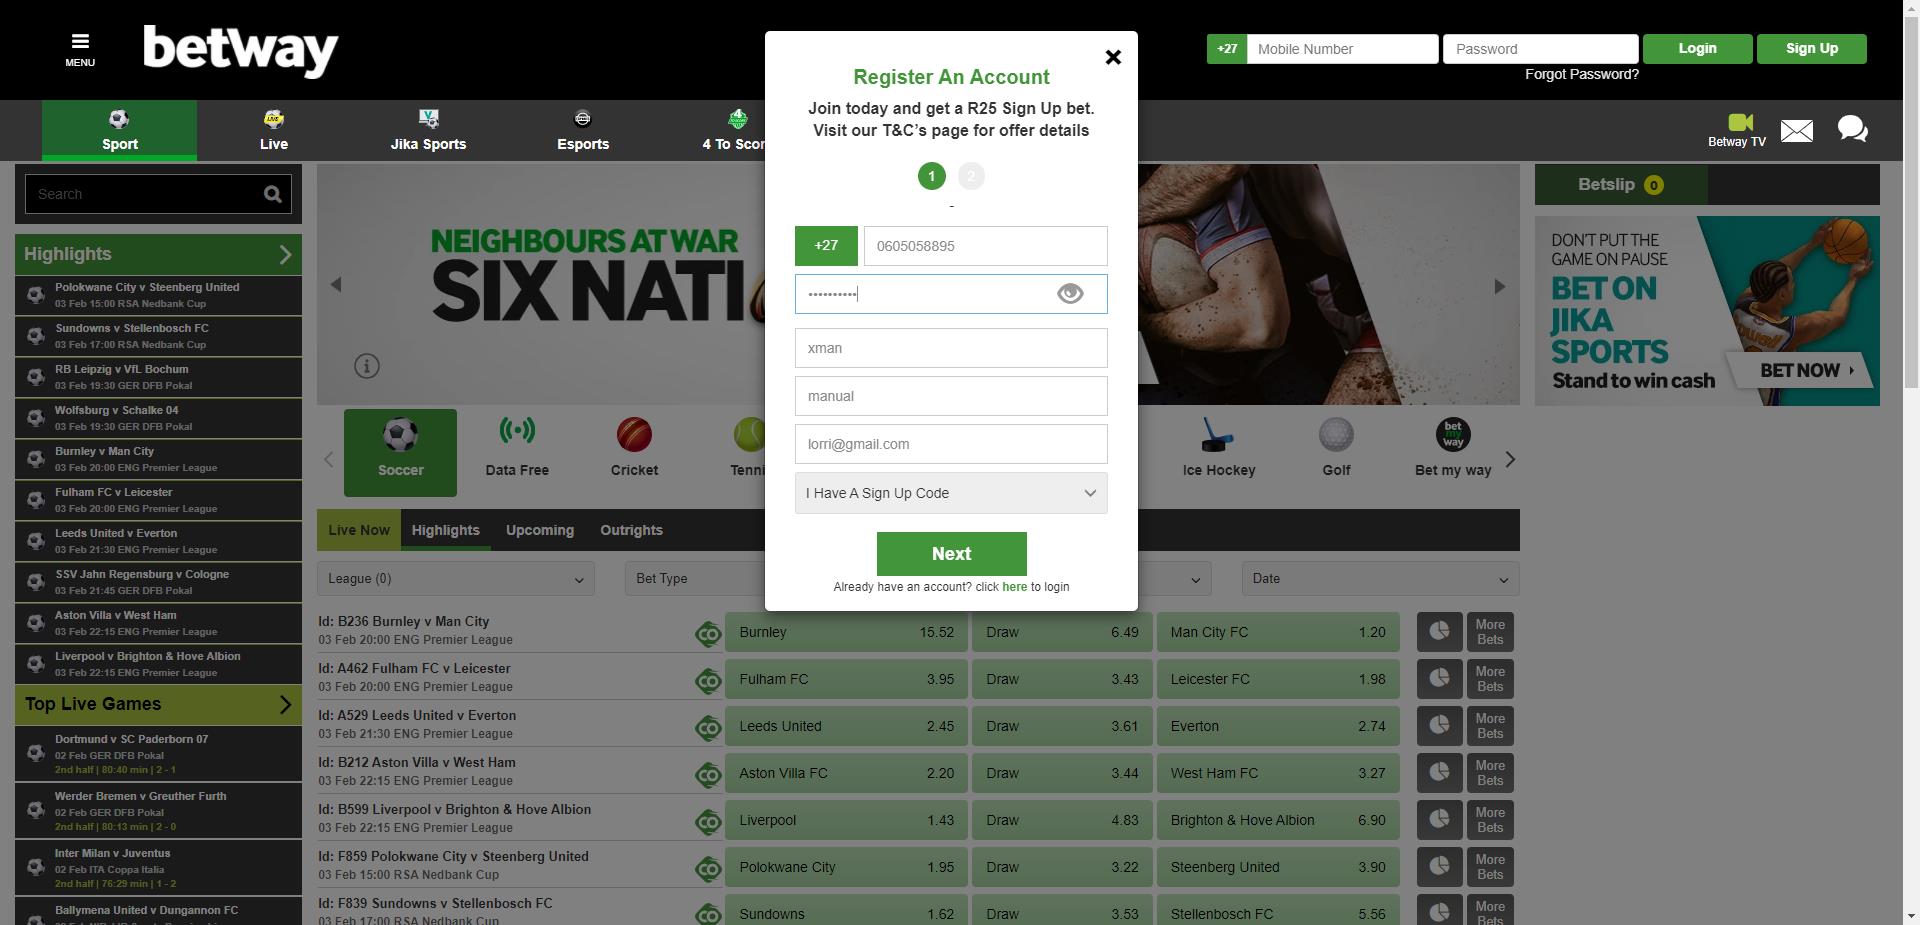 MENU
betway
+27
Mobile Number
Password
Login
Sign Up
Forgot Password?
Sport
Live
Jika Sports
Esports
4 To Scor
Betway TV
Search
Highlights
Polokwane City v Steenberg United
03 Feb 15:00 RSA Nedbank Cup
Sundowns v Stellenbosch FC
03 Feb 17:00 RSA Nedbank Cup
RB Leipzig v VfL Bochum
03 Feb 19:30 GER DFB Pokal
Wolfsburg v Schalke 04
03 Feb 19:30 GER DFB Pokal
Burnley v Man City
03 Feb 20:00 ENG Premier League
Fulham FC v Leicester
03 Feb 20:00 ENG Premier League
Leeds United v Everton
03 Feb 21:30 ENG Premier League
SSV Jahn Regensburg v Cologne
03 Feb 21:45 GER DFB Pokal
Aston Villa v West Ham
03 Feb 22:15 ENG Premier League
Liverpool v Brighton & Hove Albion
03 Feb 22:15 ENG Premier League
Top Live Games
Dortmund v SC Paderborn 07
02 Feb GER DFB Pokal
2nd half | 80:40 min | 2 - 1
Werder Bremen v Greuther Furth
02 Feb GER DFB Pokal
2nd half | 80:13 min | 2 - 0
Inter Milan v Juventus
02 Feb ITA Coppa Italia
2nd half | 76:29 min | 1 - 2
Ballymena United v Dungannon FC
NEIGHBOURS AT WAR
SIX NATI
Register An Account
Join today and get a R25 Sign Up bet.
Visit our T&C's page for offer details
1
2
-
+27
0605058895
••••••••••
xman
manual
lorri@gmail.com
I Have A Sign Up Code
Next
Already have an account? click here to login
Betslip 0
DON'T PUT THE
GAME ON PAUSE
BET ON
JIKA
SPORTS
Stand to win cash
BET NOW
Soccer
Data Free
Cricket
Tenni
Ice Hockey
Golf
bet
my
way
Bet my way
Live Now
Highlights
Upcoming
Outrights
League (0)
Bet Type
Date
Id: B236 Burnley v Man City
03 Feb 20:00 ENG Premier League
Burnley 15.52 Draw 6.49 Man City FC 1.20 More Bets
Id: A462 Fulham FC v Leicester
03 Feb 20:00 ENG Premier League
Fulham FC 3.95 Draw 3.43 Leicester FC 1.98 More Bets
Id: A529 Leeds United v Everton
03 Feb 21:30 ENG Premier League
Leeds United 2.45 Draw 3.61 Everton 2.74 More Bets
Id: B212 Aston Villa v West Ham
03 Feb 22:15 ENG Premier League
Aston Villa FC 2.20 Draw 3.44 West Ham FC 3.27 More Bets
Id: B599 Liverpool v Brighton & Hove Albion
03 Feb 22:15 ENG Premier League
Liverpool 1.43 Draw 4.83 Brighton & Hove Albion 6.90 More Bets
Id: F859 Polokwane City v Steenberg United
03 Feb 15:00 RSA Nedbank Cup
Polokwane City 1.95 Draw 3.22 Steenberg United 3.90 More Bets
Id: F839 Sundowns v Stellenbosch FC
03 Feb 17:00 RSA Nedbank Cup
Sundowns 1.62 Draw 3.53 Stellenbosch FC 5.56 More Bets